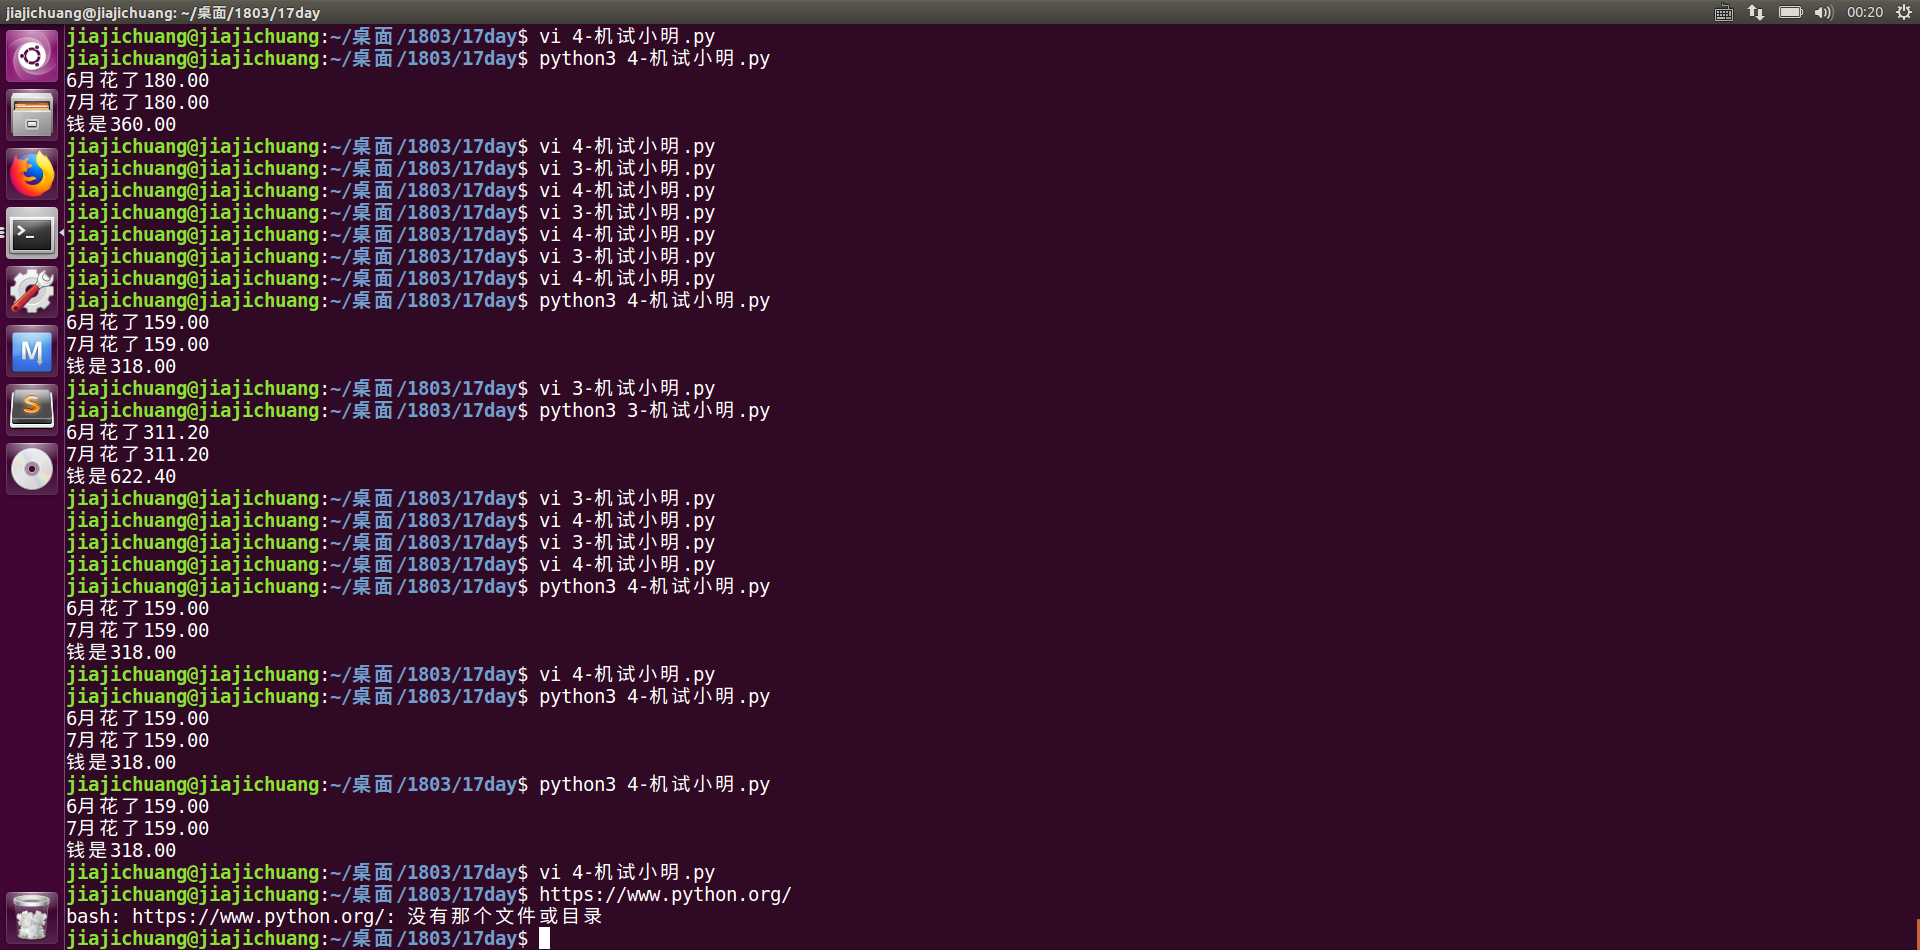 jiajichuang@jiajichuang: ~/桌面/1803/17day
00:20
jiajichuang@jiajichuang:~/桌面/1803/17day$ vi 4-机试小明.py
jiajichuang@jiajichuang:~/桌面/1803/17day$ python3 4-机试小明.py
6月花了180.00
7月花了180.00
钱是360.00
jiajichuang@jiajichuang:~/桌面/1803/17day$ vi 4-机试小明.py
jiajichuang@jiajichuang:~/桌面/1803/17day$ vi 3-机试小明.py
jiajichuang@jiajichuang:~/桌面/1803/17day$ vi 4-机试小明.py
jiajichuang@jiajichuang:~/桌面/1803/17day$ vi 3-机试小明.py
jiajichuang@jiajichuang:~/桌面/1803/17day$ vi 4-机试小明.py
jiajichuang@jiajichuang:~/桌面/1803/17day$ vi 3-机试小明.py
jiajichuang@jiajichuang:~/桌面/1803/17day$ vi 4-机试小明.py
jiajichuang@jiajichuang:~/桌面/1803/17day$ python3 4-机试小明.py
6月花了159.00
7月花了159.00
钱是318.00
jiajichuang@jiajichuang:~/桌面/1803/17day$ vi 3-机试小明.py
jiajichuang@jiajichuang:~/桌面/1803/17day$ python3 3-机试小明.py
6月花了311.20
7月花了311.20
钱是622.40
jiajichuang@jiajichuang:~/桌面/1803/17day$ vi 3-机试小明.py
jiajichuang@jiajichuang:~/桌面/1803/17day$ vi 4-机试小明.py
jiajichuang@jiajichuang:~/桌面/1803/17day$ vi 3-机试小明.py
jiajichuang@jiajichuang:~/桌面/1803/17day$ vi 4-机试小明.py
jiajichuang@jiajichuang:~/桌面/1803/17day$ python3 4-机试小明.py
6月花了159.00
7月花了159.00
钱是318.00
jiajichuang@jiajichuang:~/桌面/1803/17day$ vi 4-机试小明.py
jiajichuang@jiajichuang:~/桌面/1803/17day$ python3 4-机试小明.py
6月花了159.00
7月花了159.00
钱是318.00
jiajichuang@jiajichuang:~/桌面/1803/17day$ python3 4-机试小明.py
6月花了159.00
7月花了159.00
钱是318.00
jiajichuang@jiajichuang:~/桌面/1803/17day$ vi 4-机试小明.py
jiajichuang@jiajichuang:~/桌面/1803/17day$ https://www.python.org/
bash: https://www.python.org/: 没有那个文件或目录
jiajichuang@jiajichuang:~/桌面/1803/17day$